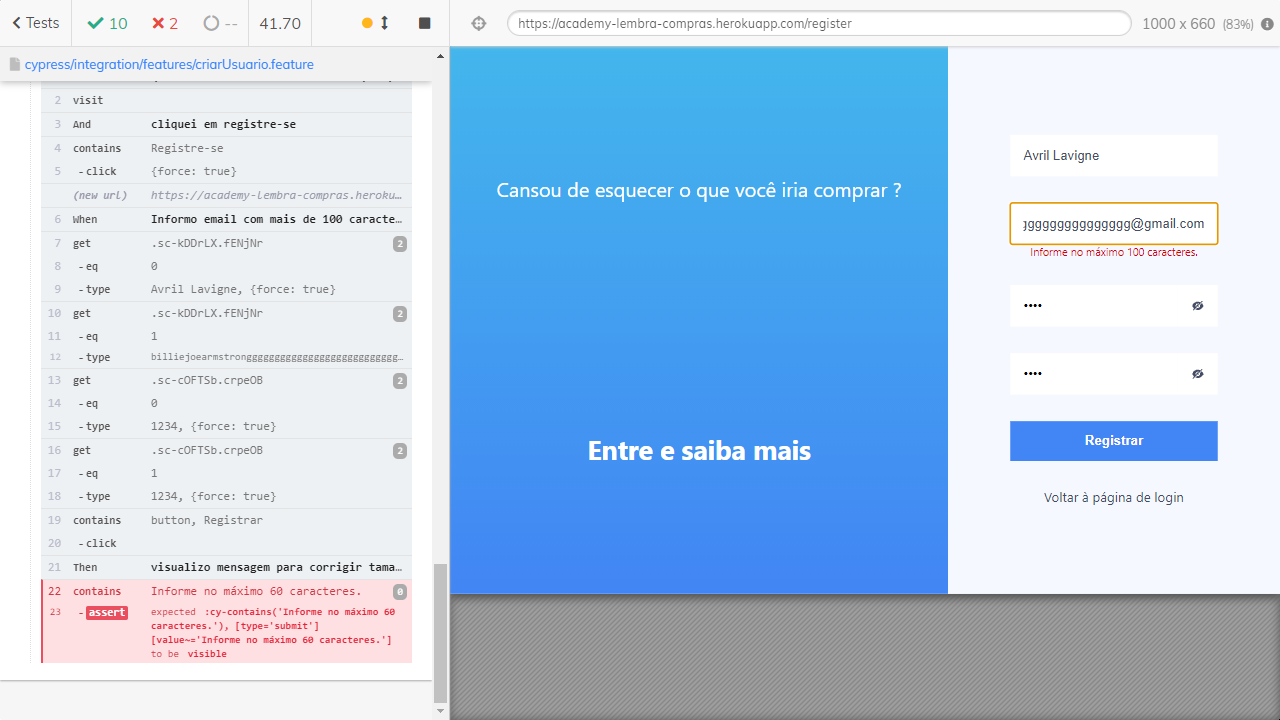 Tests
10
2
--
41.70
https://academy-lembra-compras.herokuapp.com/register
1000 x 660 (83%)
cypress/integration/features/criarUsuario.feature
2 visit
3 And cliquei em registre-se
4 contains Registre-se
5 -click {force: true}
(new url) https://academy-lembra-compras.heroku…
6 When Informo email com mais de 100 caracte…
7 get .sc-kDDrLX.fENjNr 2
8 -eq 0
9 -type Avril Lavigne, {force: true}
10 get .sc-kDDrLX.fENjNr 2
11 -eq 1
12 -type
13 get .sc-cOFTSb.crpeOB 2
14 -eq 0
15 -type 1234, {force: true}
16 get .sc-cOFTSb.crpeOB 2
17 -eq 1
18 -type 1234, {force: true}
19 contains button, Registrar
20 -click
21 Then visualizo mensagem para corrigir tama…
22 contains Informe no máximo 60 caracteres. 0
23 -assert expected :cy-contains('Informe no máximo 60
caracteres.'), [type='submit']
[value~='Informe no máximo 60 caracteres.']
to be visible
Cansou de esquecer o que você iria comprar ?
Entre e saiba mais
Avril Lavigne
Informe no máximo 100 caracteres.
••••
••••
Registrar
Voltar à página de login